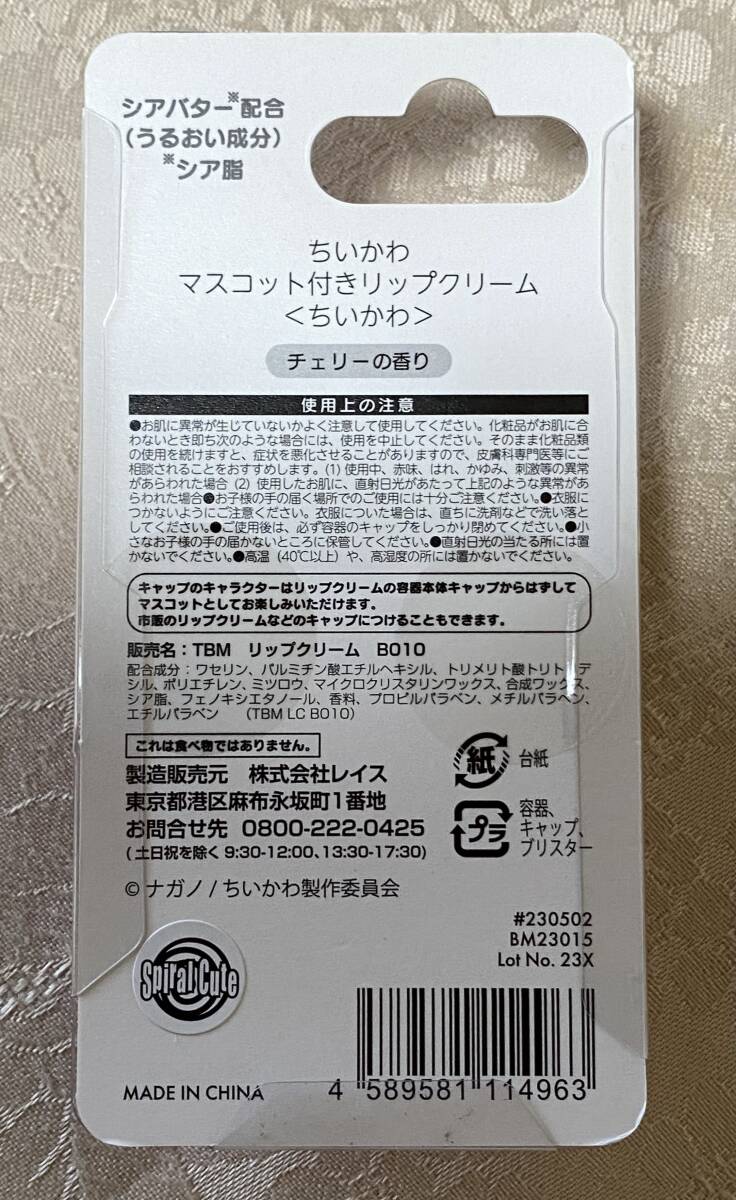 シアバター※配合
(うるおい成分)
※シア脂
ちいかわ
マスコット付きリップクリーム
＜ちいかわ＞
チェリーの香り
使用上の注意
●お肌に異常が生じていないかよく注意して使用してください。化粧品がお肌に合
わないとき即ち次のような場合には、使用を中止してください。そのまま化粧品類
の使用を続けますと、症状を悪化させることがありますので、皮膚科専門医等にご
相談されることをおすすめします。(1) 使用中、赤味、はれ、かゆみ、刺激等の異常
があらわれた場合 (2) 使用したお肌に、直射日光があたって上記のような異常があ
らわれた場合●お子様の手の届く場所でのご使用には十分ご注意ください。●衣服に
つかないようにご注意ください。衣服についた場合は、直ちに洗剤などで洗い落と
してください。●ご使用後は、必ず容器のキャップをしっかり閉めてください。●小
さなお子様の手の届かないところに保管してください。●直射日光の当たる所には置
かないでください。●高温 (40℃以上) や、高湿度の所には置かないでください。
キャップのキャラクターはリップクリームの容器本体キャップからはずして
マスコットとしてお楽しみいただけます。
市販のリップクリームなどのキャップにつけることもできます。
販売名：TBM リップクリーム B010
配合成分：ワセリン、パルミチン酸エチルヘキシル、トリメリト酸トリトリデ
シル、ポリエチレン、ミツロウ、マイクロクリスタリンワックス、合成ワックス、
シア脂、フェノキシエタノール、香料、プロピルパラベン、メチルパラベン、
エチルパラベン (TBM LC B010)
これは食べ物ではありません。
製造販売元 株式会社レイス
東京都港区麻布永坂町1番地
お問合せ先 0800-222-0425
(土日祝を除く 9:30-12:00、13:30-17:30)
紙 台紙
プラ 容器、
キャップ、
ブリスター
© ナガノ / ちいかわ製作委員会
#230502
BM23015
Lot No. 23X
Spiral Cute
MADE IN CHINA
4 589581 114963